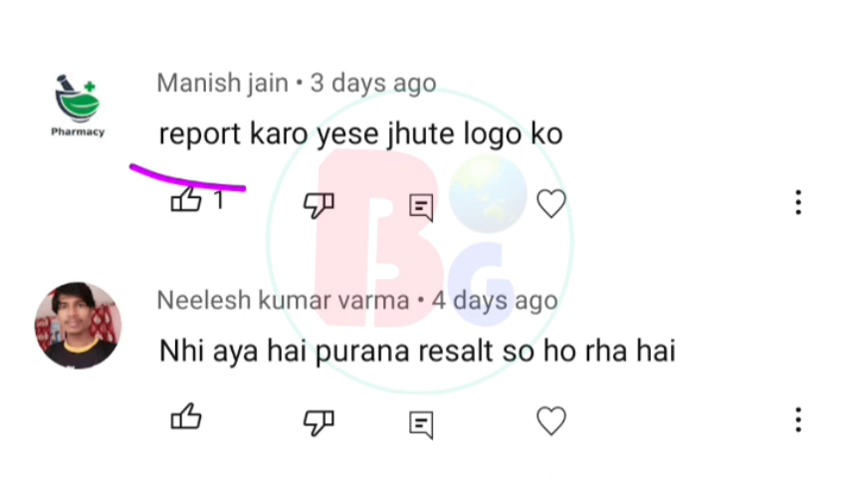 Manish jain • 3 days ago
Pharmacy
report karo yese jhute logo ko
1
Neelesh kumar varma • 4 days ago
Nhi aya hai purana resalt so ho rha hai
BG